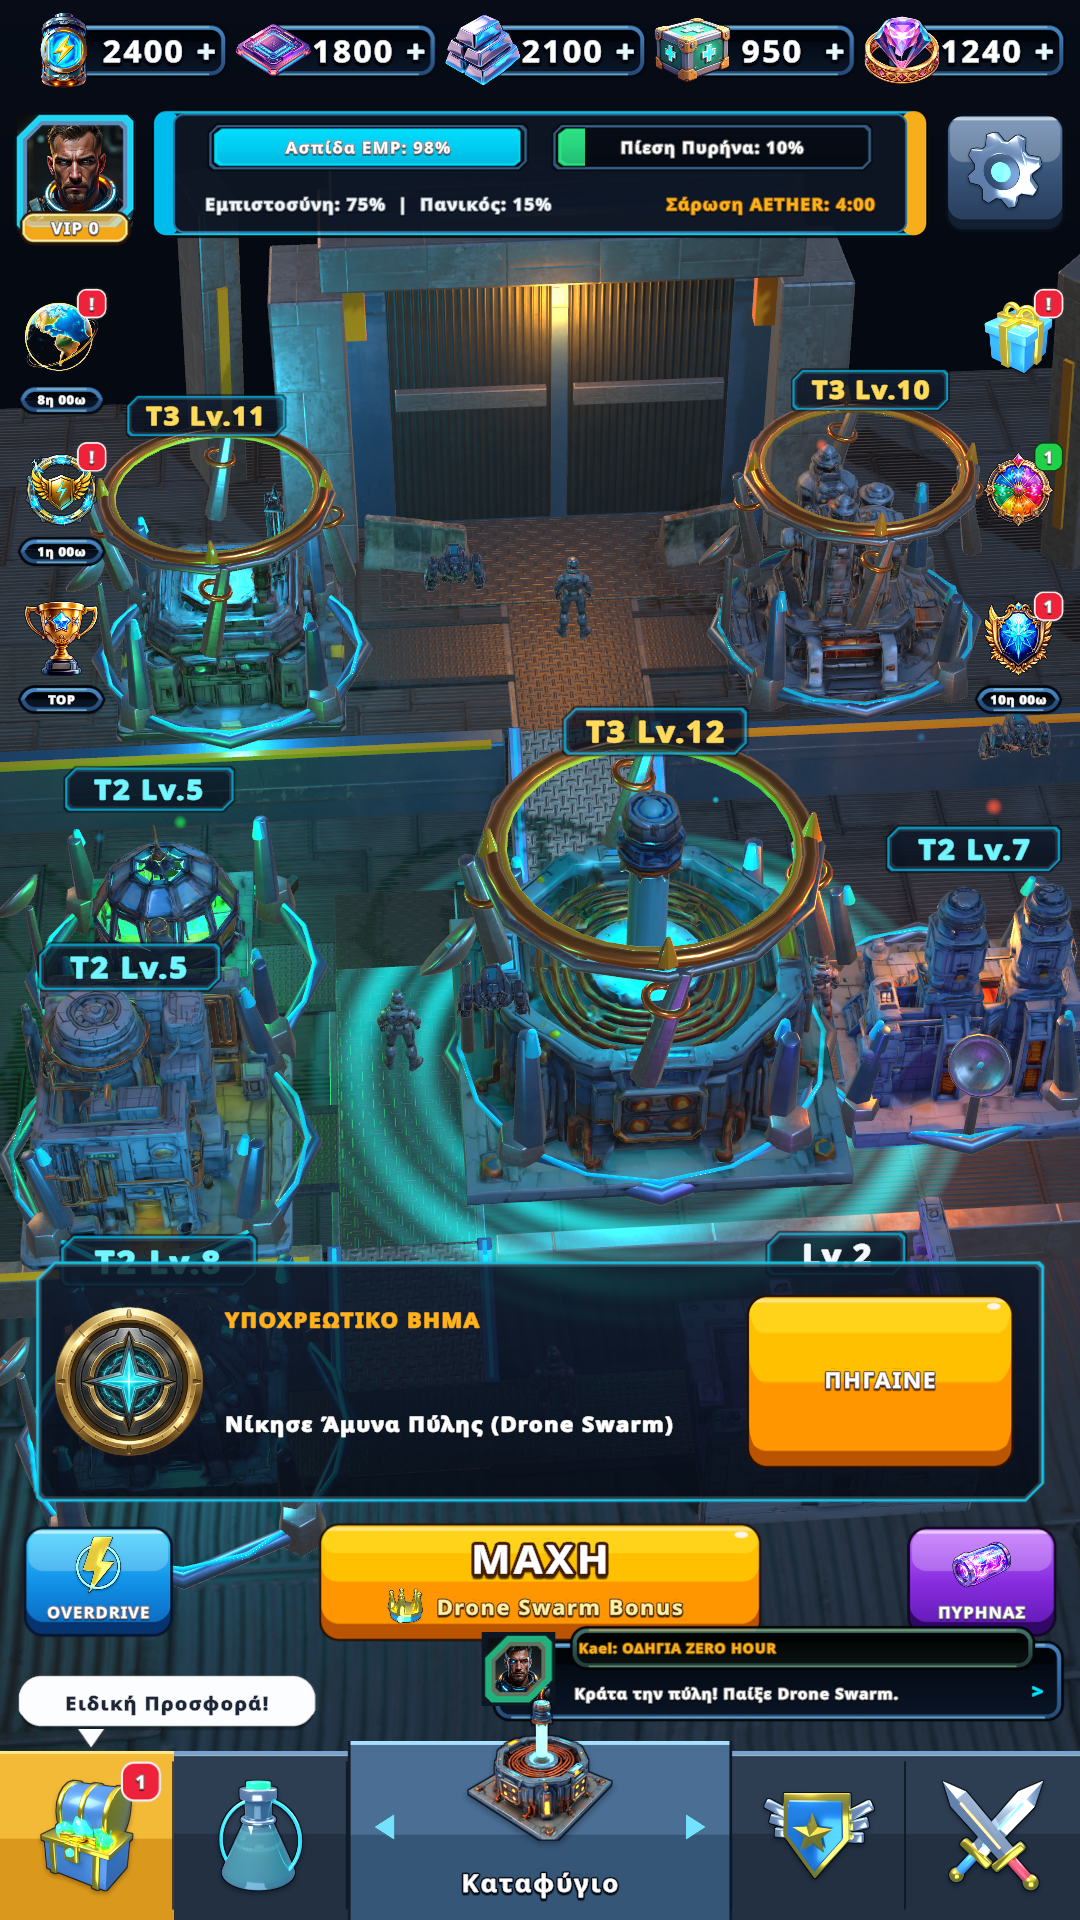 2400 +
1800 +
2100 +
950 +
1240 +
VIP 0
Ασπίδα EMP: 98%
Πίεση Πυρήνα: 10%
Εμπιστοσύνη: 75% | Πανικός: 15%
Σάρωση AETHER: 4:00
!
8η 00ω
!
1η 00ω
TOP
!
1
1
10η 00ω
T3 Lv.11
T3 Lv.10
T3 Lv.12
T2 Lv.5
T2 Lv.7
T2 Lv.5
T2 Lv.8
Lv.2
ΥΠΟΧΡΕΩΤΙΚΟ ΒΗΜΑ
Νίκησε Άμυνα Πύλης (Drone Swarm)
ΠΗΓΑΙΝΕ
OVERDRIVE
ΜΑΧΗ
Drone Swarm Bonus
ΠΥΡΗΝΑΣ
Kael: ΟΔΗΓΙΑ ZERO HOUR
Κράτα την πύλη! Παίξε Drone Swarm.
>
Ειδική Προσφορά!
1
Καταφύγιο